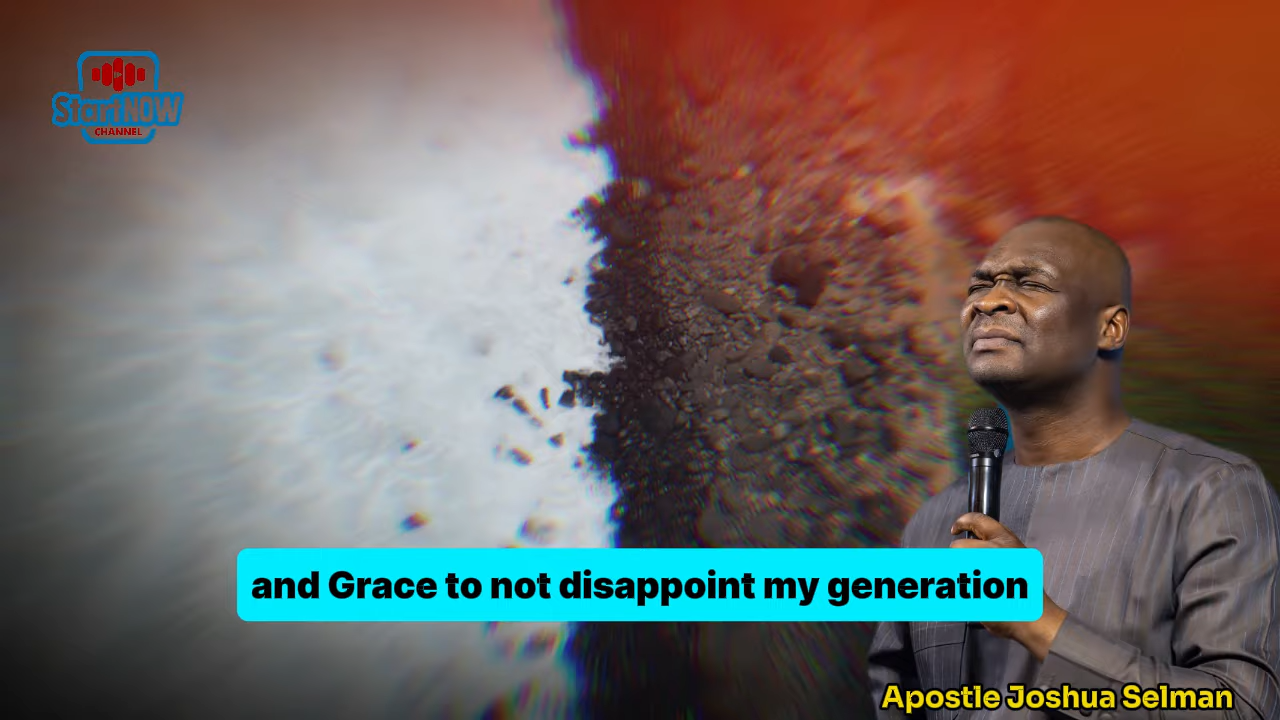 StartNOW
CHANNEL
and Grace to not disappoint my generation
Apostle Joshua Selman